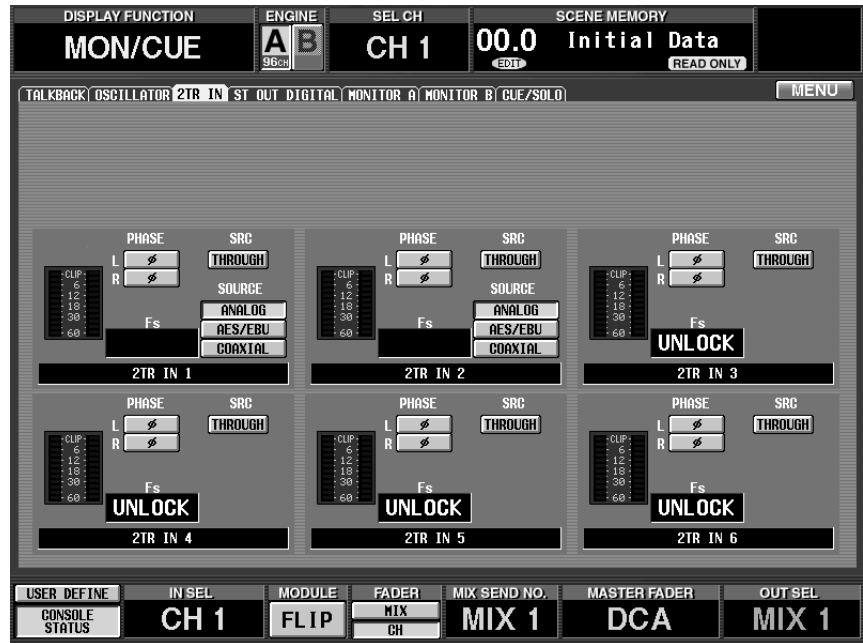 DISPLAY FUNCTION ENGINE SEL CH SCENE MEMORY
MON/CUE A B 96CH CH 1 00.0 EDIT Initial Data READ ONLY
TALKBACK OSCILLATOR 2TR IN ST OUT DIGITAL MONITOR A MONITOR B CUE/SOLO MENU
PHASE SRC PHASE SRC PHASE SRC
L ø THROUGH L ø THROUGH L ø THROUGH
CLIP R ø CLIP R ø CLIP R ø
6 SOURCE 6 SOURCE 6
12 12 12
18 ANALOG 18 ANALOG 18
30 30 30
Fs AES/EBU Fs AES/EBU Fs
60 60 60 UNLOCK
COAXIAL COAXIAL
2TR IN 1 2TR IN 2 2TR IN 3
PHASE SRC PHASE SRC PHASE SRC
L ø THROUGH L ø THROUGH L ø THROUGH
CLIP R ø CLIP R ø CLIP R ø
6 6 6
12 12 12
18 18 18
30 30 30
Fs Fs Fs
60 UNLOCK 60 UNLOCK 60 UNLOCK
2TR IN 4 2TR IN 5 2TR IN 6
USER DEFINE IN SEL MODULE FADER MIX SEND NO. MASTER FADER OUT SEL
CONSOLE STATUS CH 1 FLIP MIX CH MIX 1 DCA MIX 1